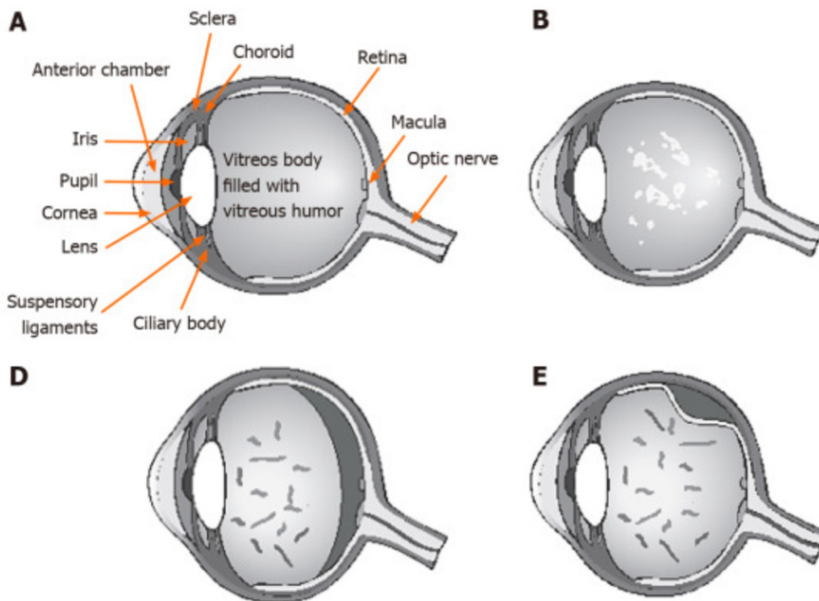 A
Sclera
Choroid
Anterior chamber
Retina
Iris
Macula
Optic nerve
Pupil
Vitreos body
filled with
vitreous humor
Cornea
Lens
Suspensory
ligaments
Ciliary body
B
D
E